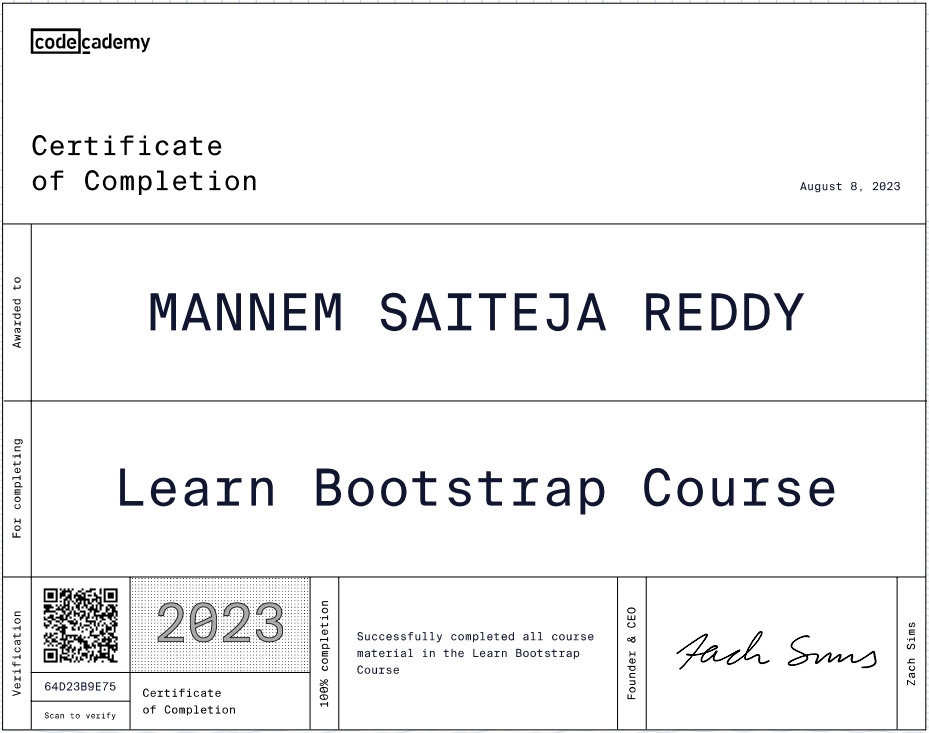 codecademy
Certificate
of Completion
August 8, 2023
Awarded to
MANNEM SAITEJA REDDY
For completing
Learn Bootstrap Course
Verification
64D23B9E75
Scan to verify
2023
Certificate
of Completion
100% completion
Successfully completed all course
material in the Learn Bootstrap
Course
Founder & CEO
Zach Sims
Zach Sims